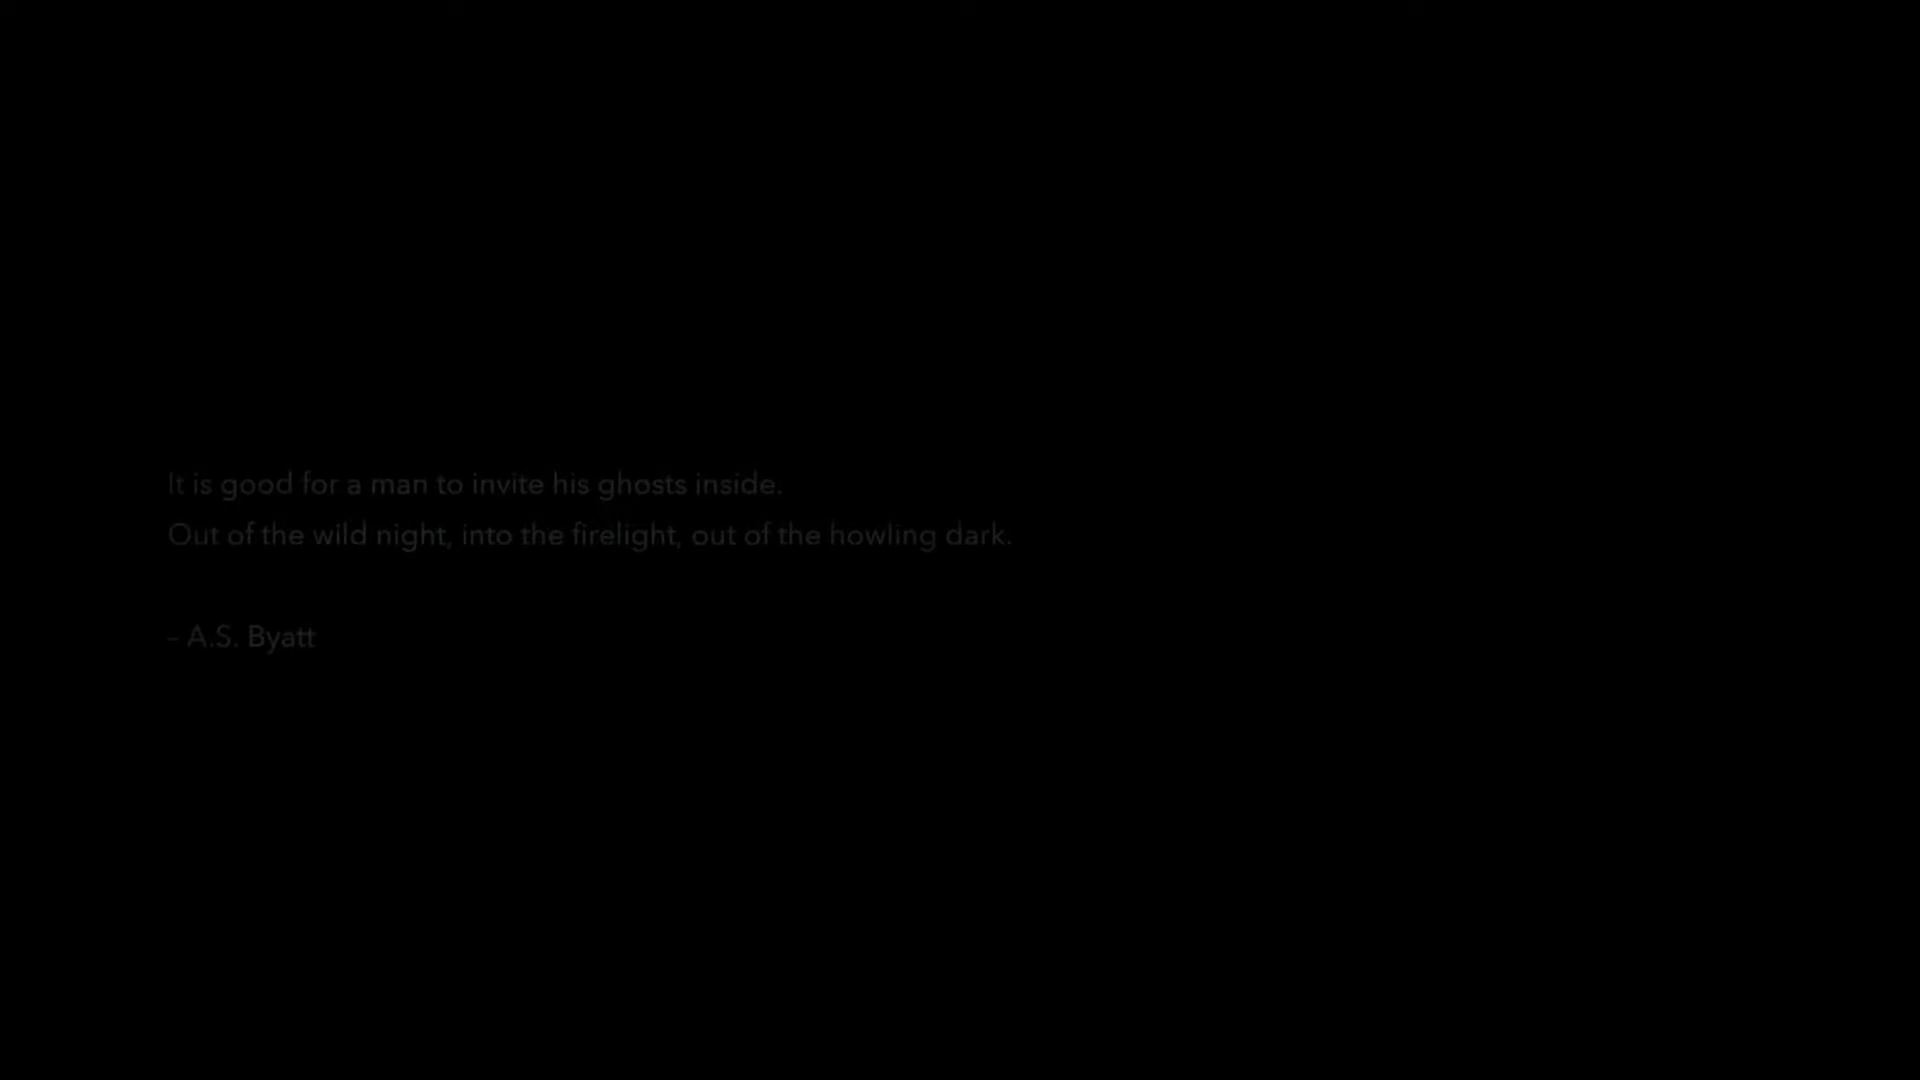 It is good for a man to invite his ghosts inside.
Out of the wild night, into the firelight, out of the howling dark.
– A.S. Byatt